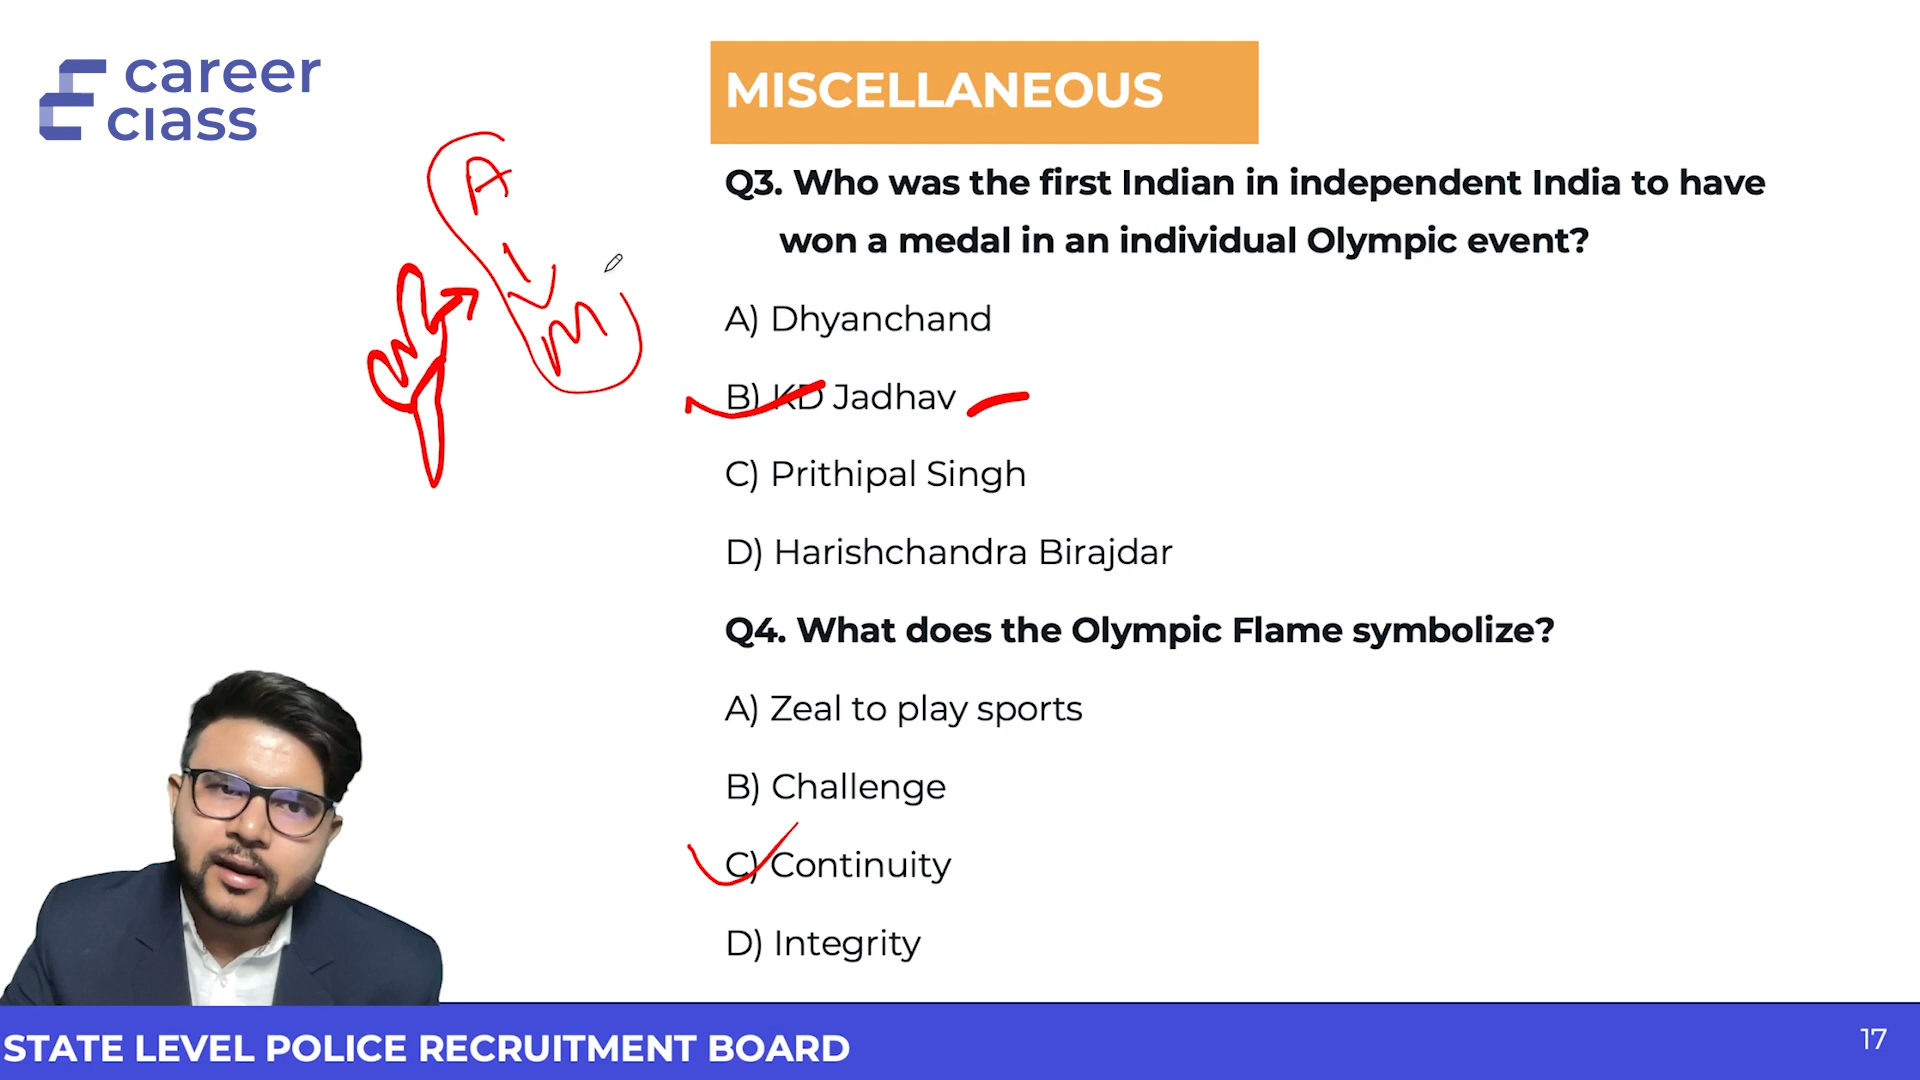 career
class
MISCELLANEOUS
Q3. Who was the first Indian in independent India to have
won a medal in an individual Olympic event?
A) Dhyanchand
B) KD Jadhav
C) Prithipal Singh
D) Harishchandra Birajdar
Q4. What does the Olympic Flame symbolize?
A) Zeal to play sports
B) Challenge
C) Continuity
D) Integrity
A
I
M
STATE LEVEL POLICE RECRUITMENT BOARD
17